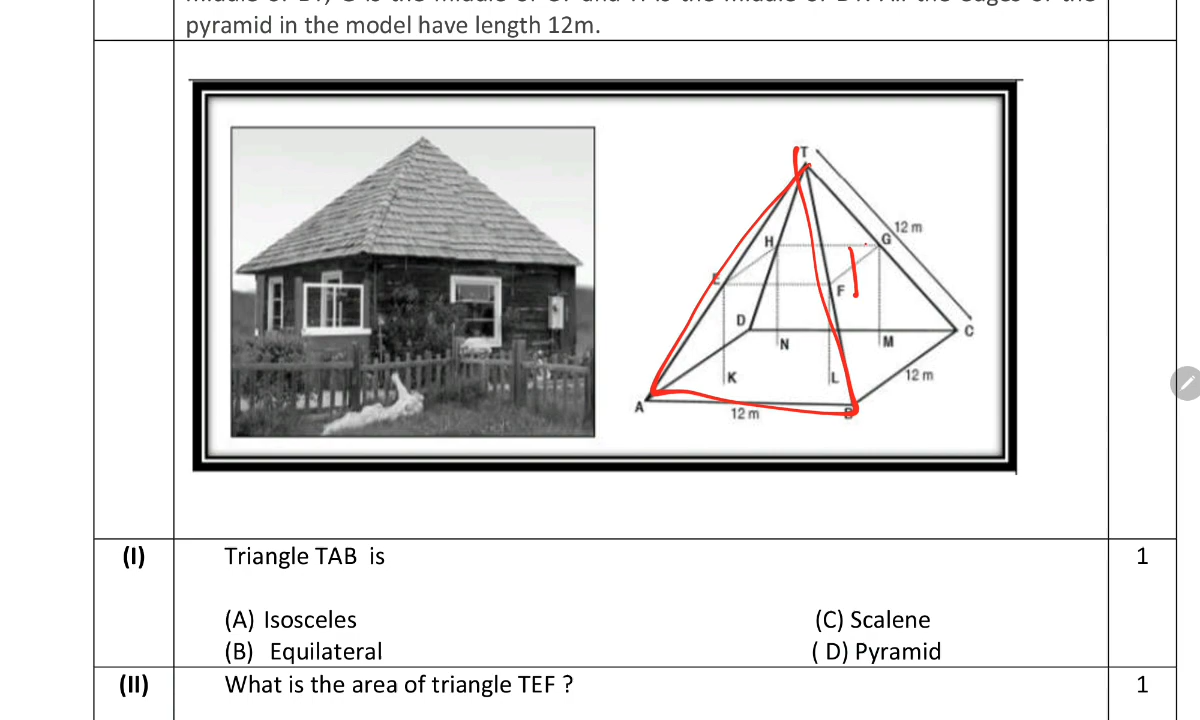 pyramid in the model have length 12m.
T
12 m
H
G
E
F
D
C
N
M
K
L
12 m
A
12 m
B
(I) Triangle TAB is 1
(A) Isosceles (C) Scalene
(B) Equilateral ( D) Pyramid
(II) What is the area of triangle TEF ? 1